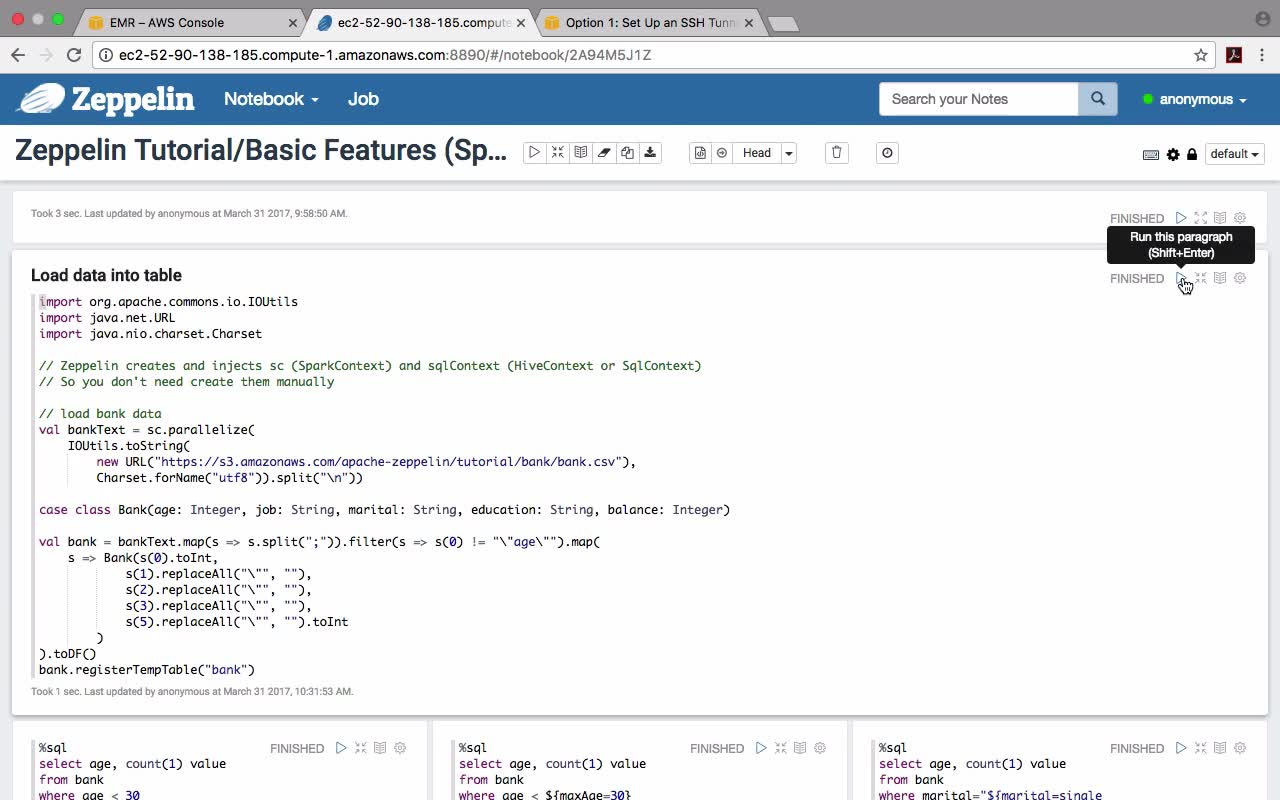 EMR – AWS Console
ec2-52-90-138-185.compute
Option 1: Set Up an SSH Tunn
ec2-52-90-138-185.compute-1.amazonaws.com:8890/#/notebook/2A94M5J1Z
Zeppelin
Notebook
Job
Search your Notes
anonymous
Zeppelin Tutorial/Basic Features (Sp...
Head
default
Took 3 sec. Last updated by anonymous at March 31 2017, 9:58:50 AM.
FINISHED
Run this paragraph
(Shift+Enter)
Load data into table
FINISHED
import org.apache.commons.io.IOUtils
import java.net.URL
import java.nio.charset.Charset
// Zeppelin creates and injects sc (SparkContext) and sqlContext (HiveContext or SqlContext)
// So you don't need create them manually
// load bank data
val bankText = sc.parallelize(
IOUtils.toString(
new URL("https://s3.amazonaws.com/apache-zeppelin/tutorial/bank/bank.csv"),
Charset.forName("utf8")).split("\n"))
case class Bank(age: Integer, job: String, marital: String, education: String, balance: Integer)
val bank = bankText.map(s => s.split(";")).filter(s => s(0) != "\"age\"").map(
s => Bank(s(0).toInt,
s(1).replaceAll("\"", ""),
s(2).replaceAll("\"", ""),
s(3).replaceAll("\"", ""),
s(5).replaceAll("\"", "").toInt
)
).toDF()
bank.registerTempTable("bank")
Took 1 sec. Last updated by anonymous at March 31 2017, 10:31:53 AM.
%sql
FINISHED
select age, count(1) value
from bank
where age < 30
%sql
FINISHED
select age, count(1) value
from bank
where age < ${maxAge=30}
%sql
FINISHED
select age, count(1) value
from bank
where marital="${marital=single